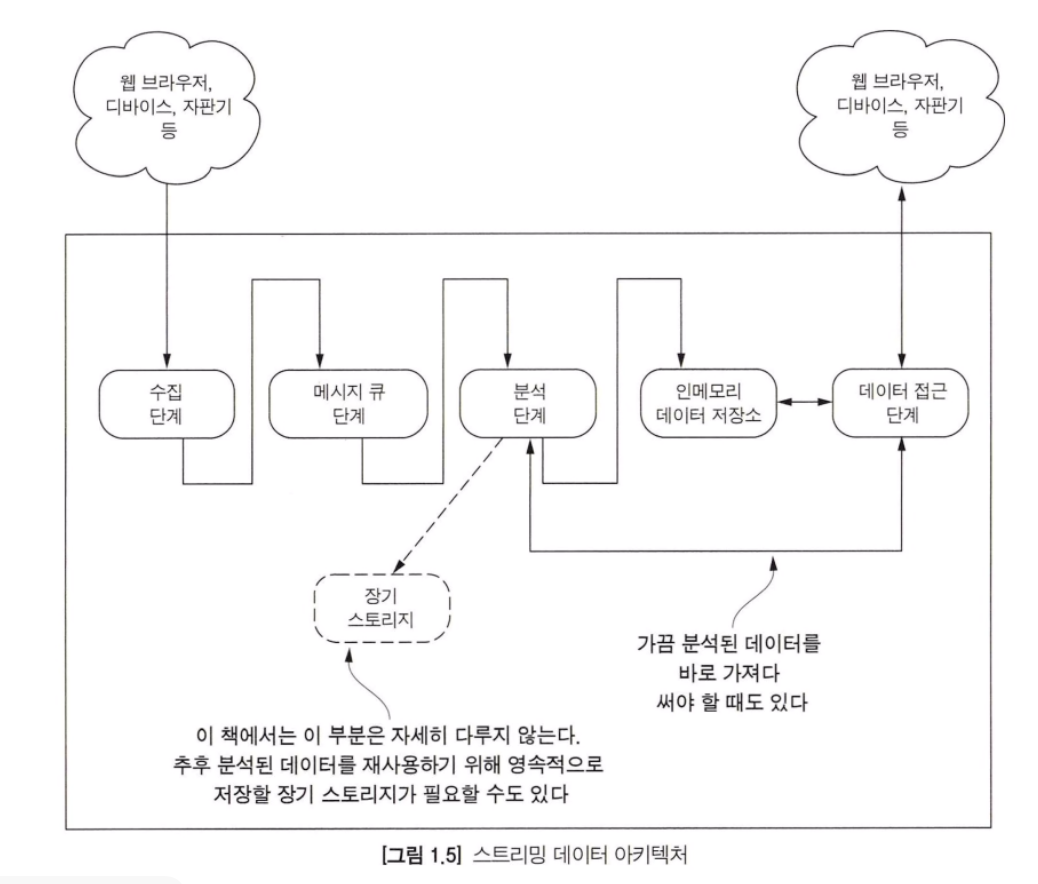 웹 브라우저,
디바이스, 자판기
등
웹 브라우저,
디바이스, 자판기
등
수집
단계
메시지 큐
단계
분석
단계
인메모리
데이터 저장소
데이터 접근
단계
장기
스토리지
가끔 분석된 데이터를
바로 가져다
써야 할 때도 있다
이 책에서는 이 부분은 자세히 다루지 않는다.
추후 분석된 데이터를 재사용하기 위해 영속적으로
저장할 장기 스토리지가 필요할 수도 있다
[그림 1.5] 스트리밍 데이터 아키텍처